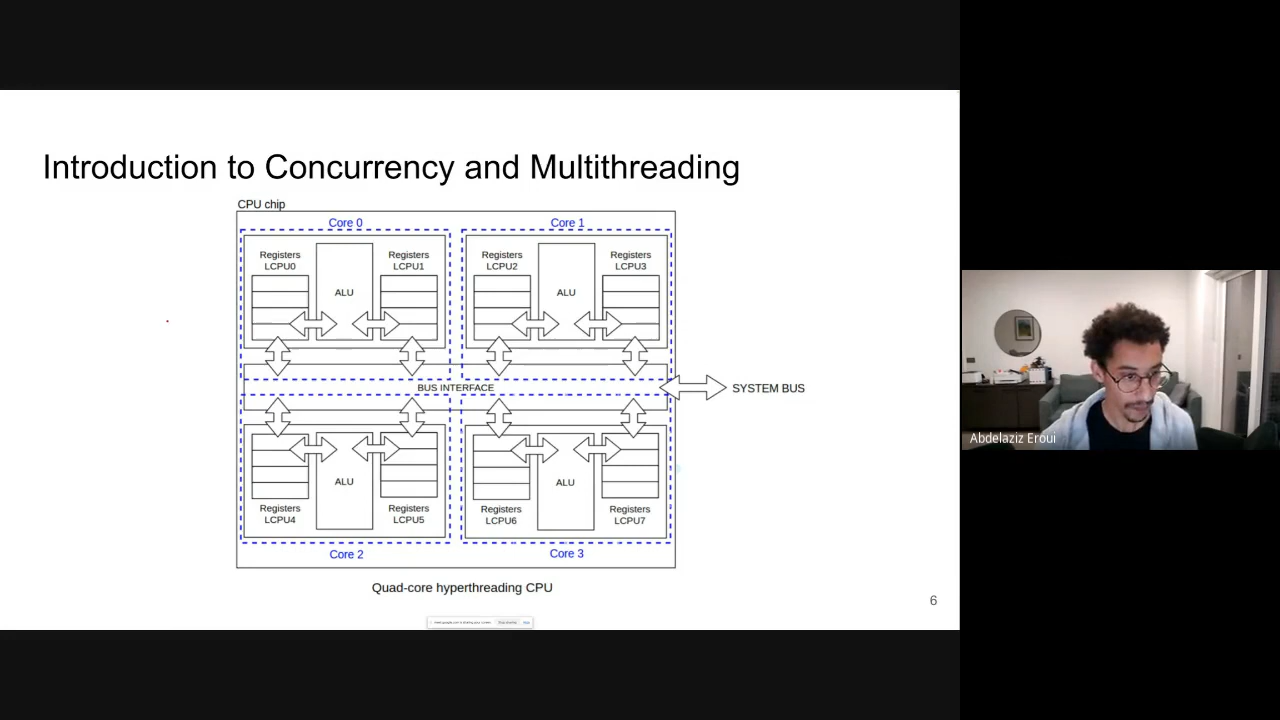 Introduction to Concurrency and Multithreading
CPU chip
Core 0
Core 1
Registers
LCPU0
ALU
Registers
LCPU1
Registers
LCPU2
ALU
Registers
LCPU3
BUS INTERFACE
SYSTEM BUS
ALU
ALU
Registers
LCPU4
Registers
LCPU5
Registers
LCPU6
Registers
LCPU7
Core 2
Core 3
Quad-core hyperthreading CPU
6
Abdelaziz Eroui